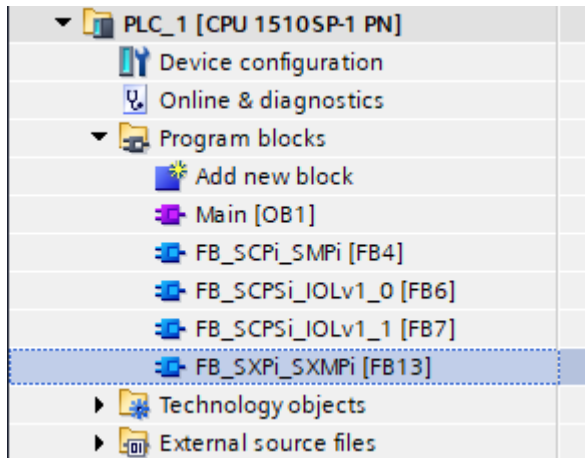 PLC_1 [CPU 1510SP-1 PN]
Device configuration
Online & diagnostics
Program blocks
Add new block
Main [OB1]
FB_SCPi_SMPi [FB4]
FB_SCPSi_IOLv1_0 [FB6]
FB_SCPSi_IOLv1_1 [FB7]
FB_SXPi_SXMPi [FB13]
Technology objects
External source files